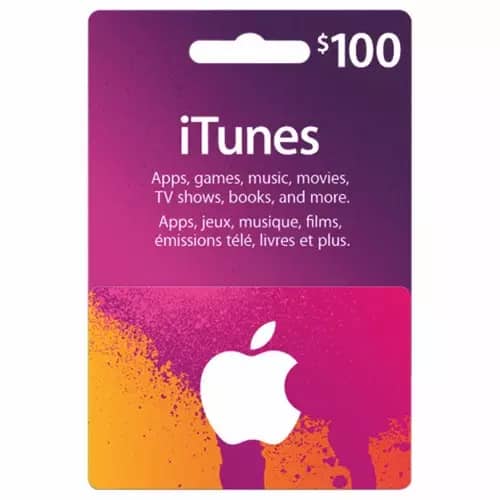 $100
iTunes
Apps, games, music, movies,
TV shows, books, and more.
Apps, jeux, musique, films,
émissions télé, livres et plus.